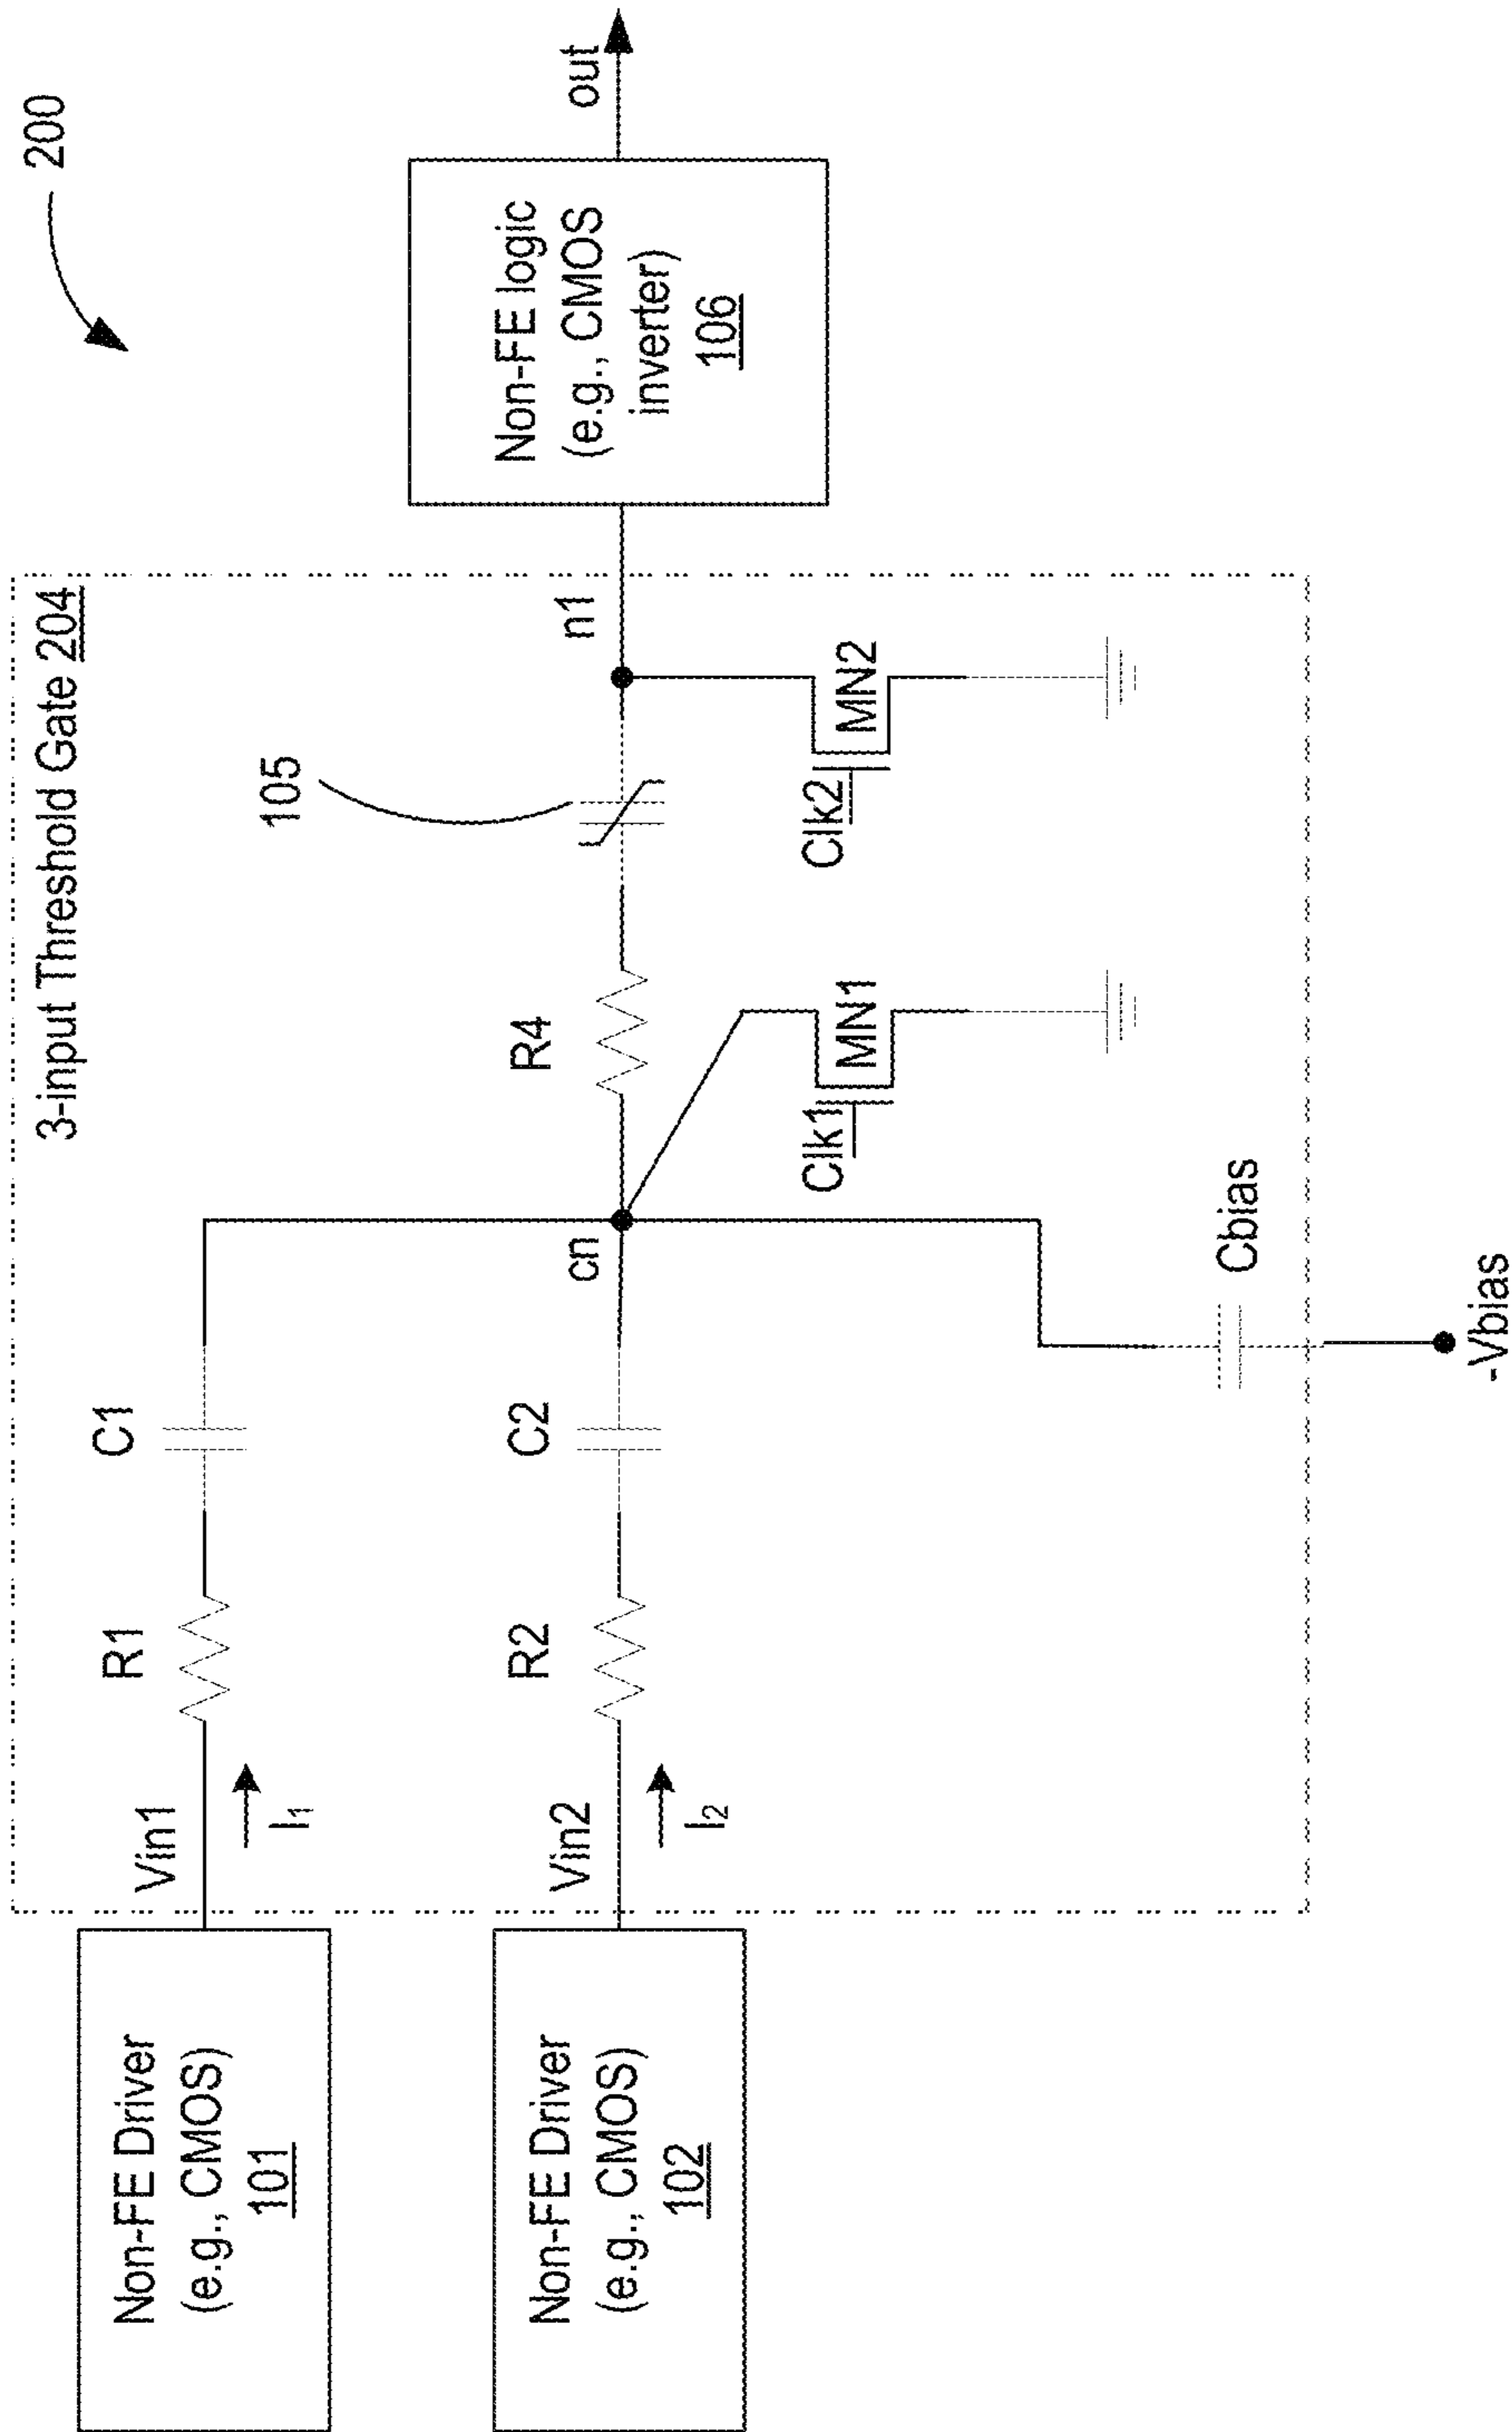 200
3-input Threshold Gate 204
Non-FE Driver
(e.g., CMOS)
101
Vin1
I₁
R1
C1
Non-FE Driver
(e.g., CMOS)
102
Vin2
I₂
R2
C2
cn
R4
105
n1
Non-FE logic
(e.g., CMOS
inverter)
106
out
Clk1
MN1
Clk2
MN2
Cbias
-Vbias